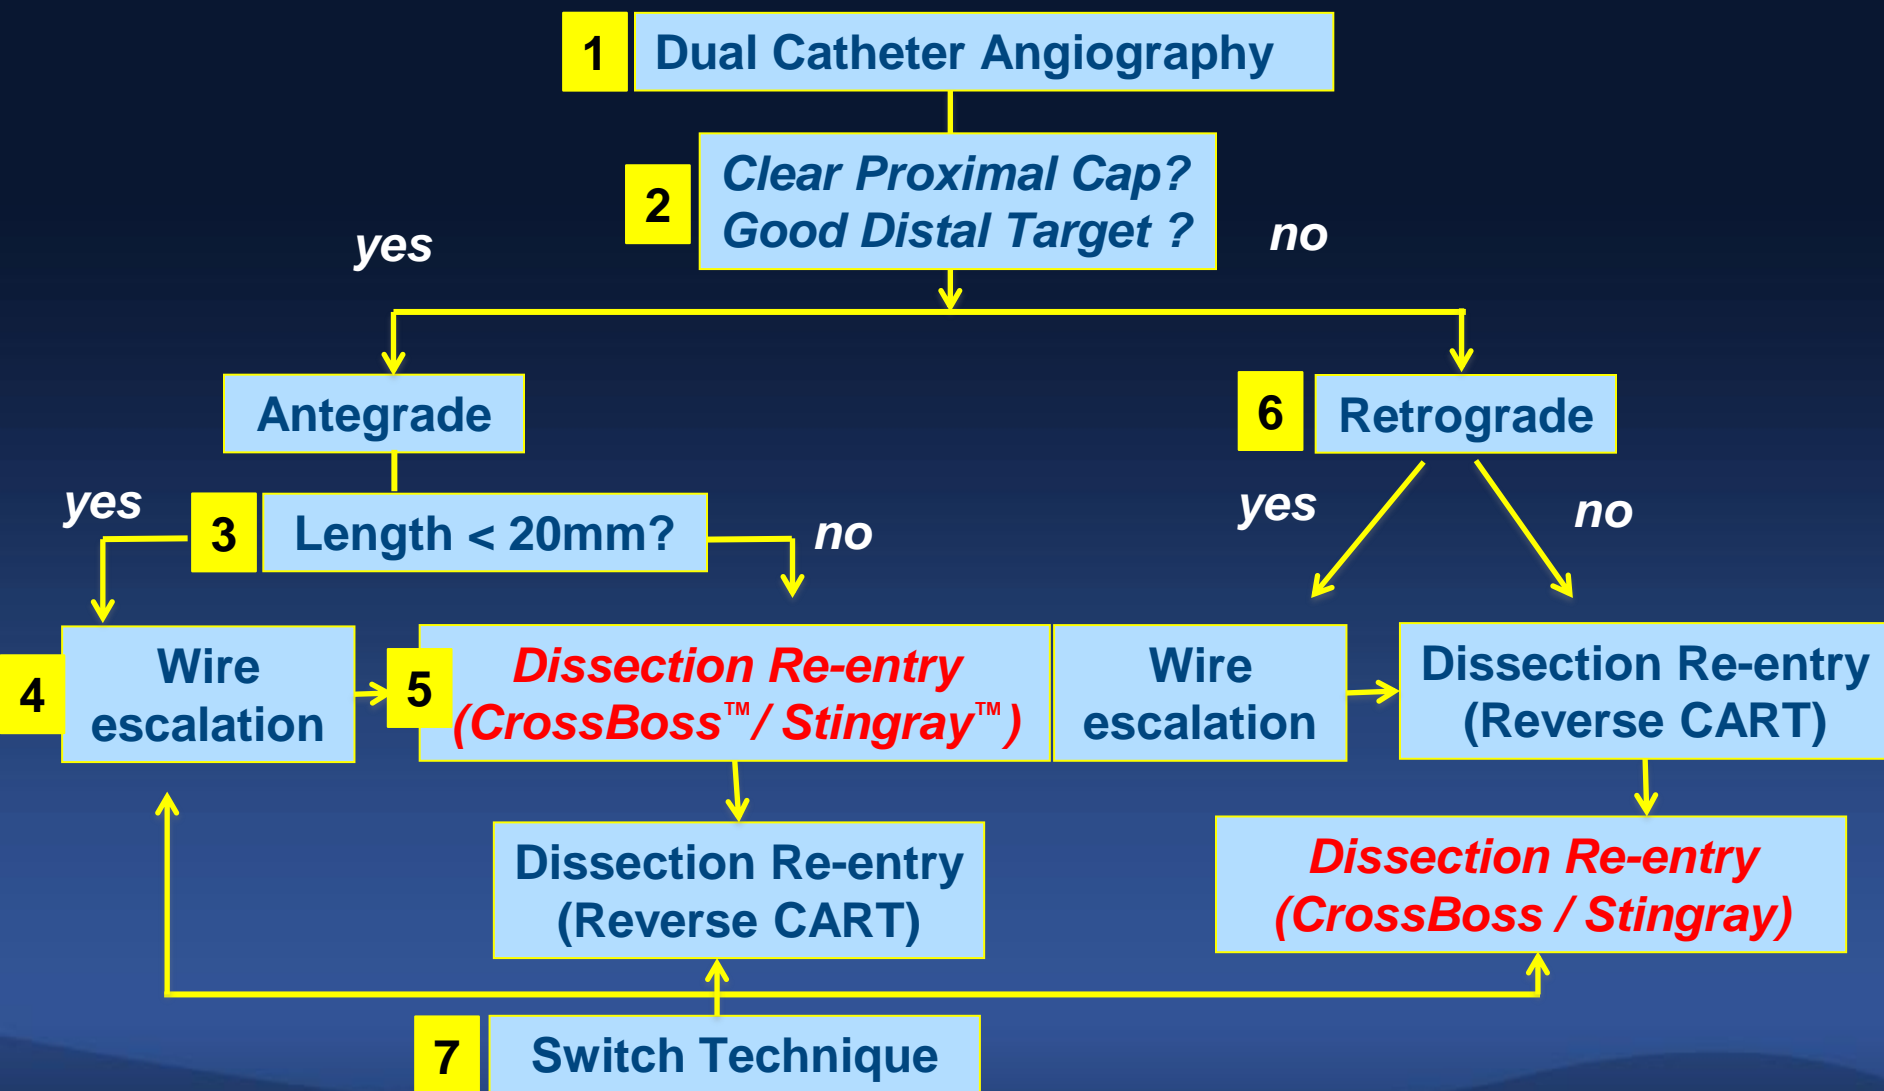 1
Dual Catheter Angiography
2
Clear Proximal Cap?
Good Distal Target ?
yes
no
Antegrade
6
Retrograde
yes
3
Length < 20mm?
no
yes
no
4
Wire
escalation
5
Dissection Re-entry
(CrossBoss™/ Stingray™)
Wire
escalation
Dissection Re-entry
(Reverse CART)
Dissection Re-entry
(Reverse CART)
Dissection Re-entry
(CrossBoss / Stingray)
7
Switch Technique